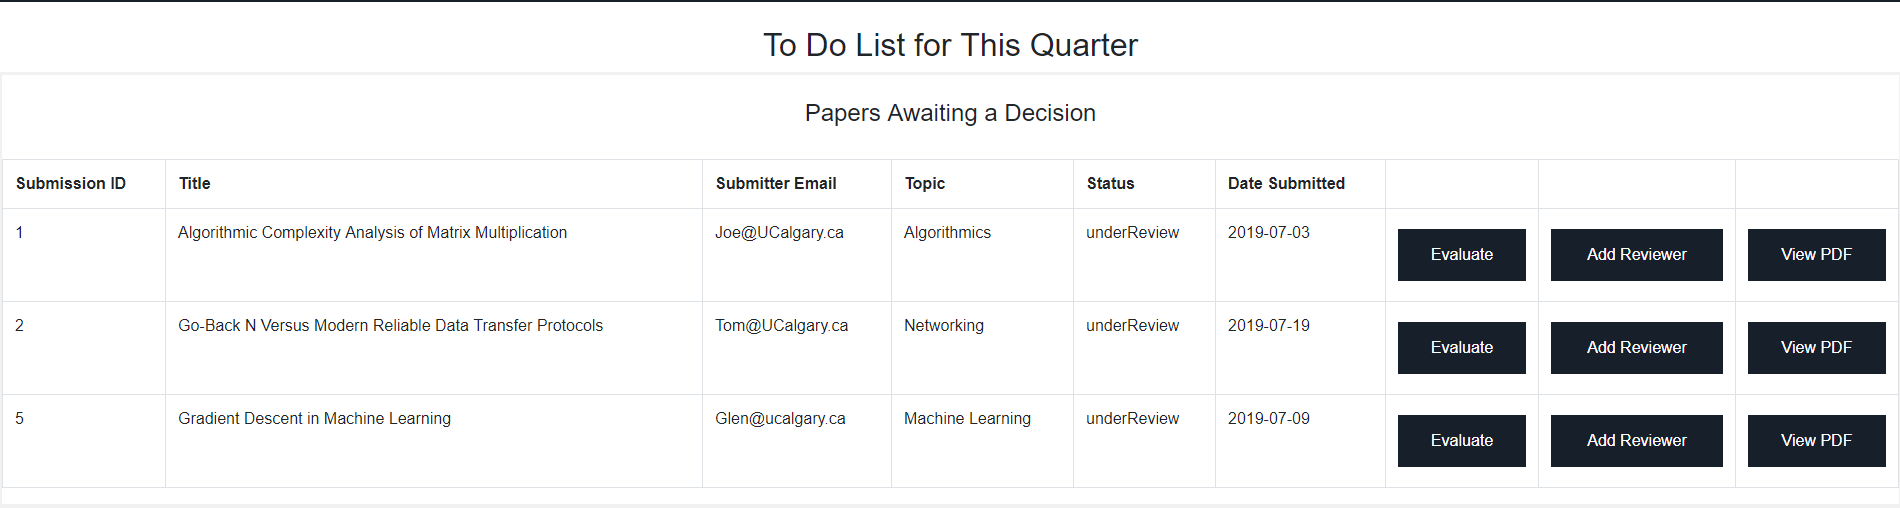 To Do List for This Quarter
Papers Awaiting a Decision
Submission ID Title Submitter Email Topic Status Date Submitted
1 Algorithmic Complexity Analysis of Matrix Multiplication Joe@UCalgary.ca Algorithmics underReview 2019-07-03 Evaluate Add Reviewer View PDF
2 Go-Back N Versus Modern Reliable Data Transfer Protocols Tom@UCalgary.ca Networking underReview 2019-07-19 Evaluate Add Reviewer View PDF
5 Gradient Descent in Machine Learning Glen@ucalgary.ca Machine Learning underReview 2019-07-09 Evaluate Add Reviewer View PDF